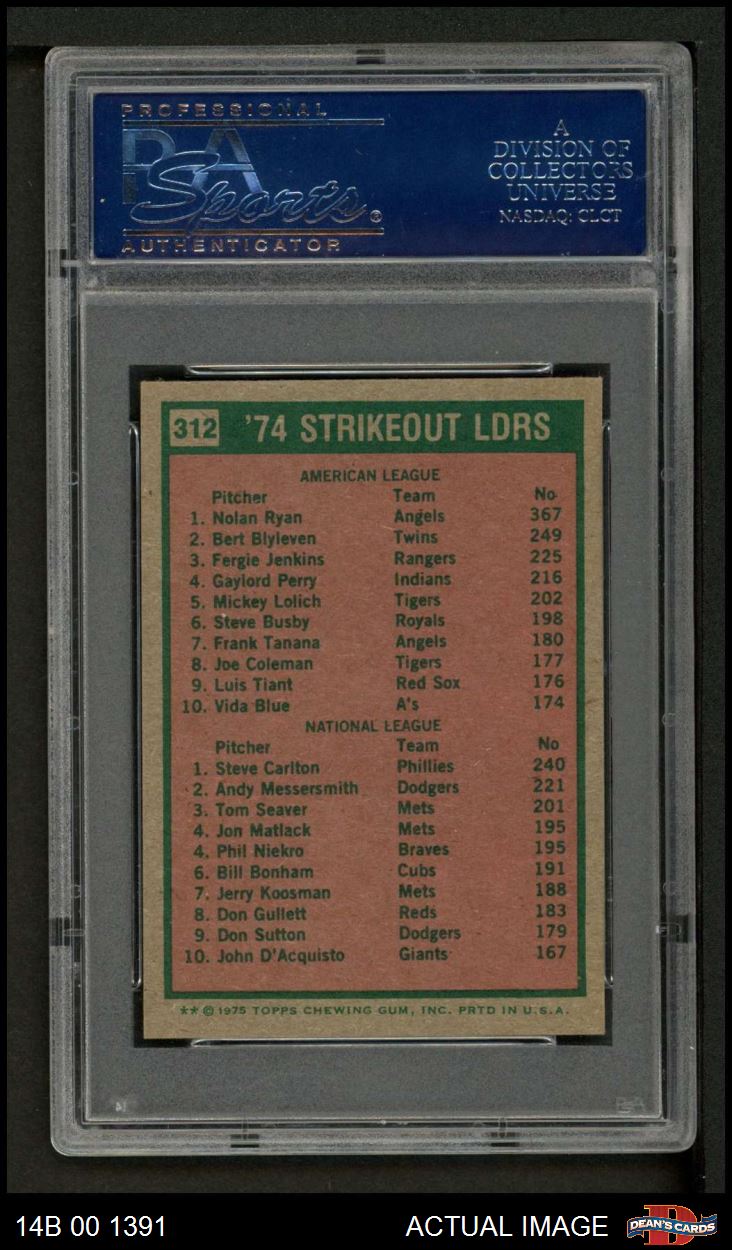 PROFESSIONAL
PSA
Sports®
AUTHENTICATOR
A
DIVISION OF
COLLECTORS
UNIVERSE
NASDAQ: CLCT
312 '74 STRIKEOUT LDRS
AMERICAN LEAGUE
Pitcher Team No.
1. Nolan Ryan Angels 367
2. Bert Blyleven Twins 249
3. Fergie Jenkins Rangers 225
4. Gaylord Perry Indians 216
5. Mickey Lolich Tigers 202
6. Steve Busby Royals 198
7. Frank Tanana Angels 180
8. Joe Coleman Tigers 177
9. Luis Tiant Red Sox 176
10. Vida Blue A's 174
NATIONAL LEAGUE
Pitcher Team No
1. Steve Carlton Phillies 240
2. Andy Messersmith Dodgers 221
3. Tom Seaver Mets 201
4. Jon Matlack Mets 195
4. Phil Niekro Braves 195
6. Bill Bonham Cubs 191
7. Jerry Koosman Mets 188
8. Don Gullett Reds 183
9. Don Sutton Dodgers 179
10. John D'Acquisto Giants 167
** © 1975 TOPPS CHEWING GUM, INC. PRTD IN U.S.A.
PSA
14B 00 1391 ACTUAL IMAGE DEAN'S CARDS